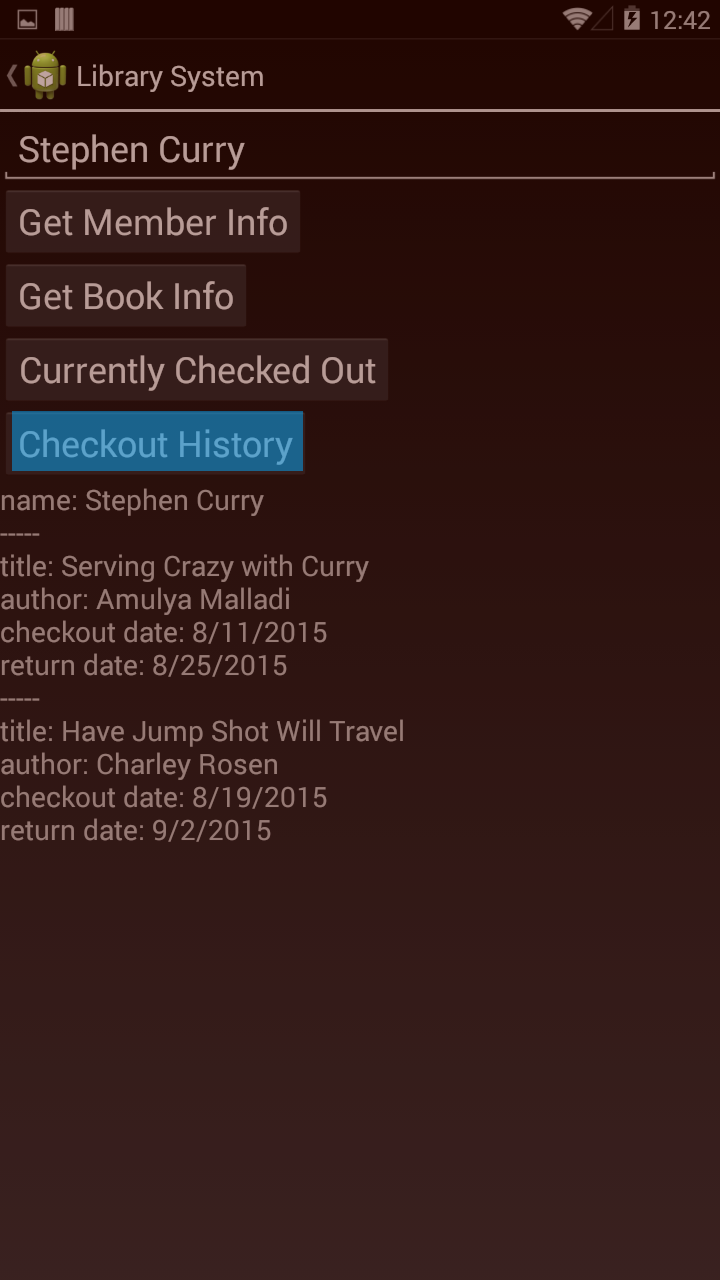 12:42
Library System
Stephen Curry
Get Member Info
Get Book Info
Currently Checked Out
Checkout History
name: Stephen Curry
-----
title: Serving Crazy with Curry
author: Amulya Malladi
checkout date: 8/11/2015
return date: 8/25/2015
-----
title: Have Jump Shot Will Travel
author: Charley Rosen
checkout date: 8/19/2015
return date: 9/2/2015